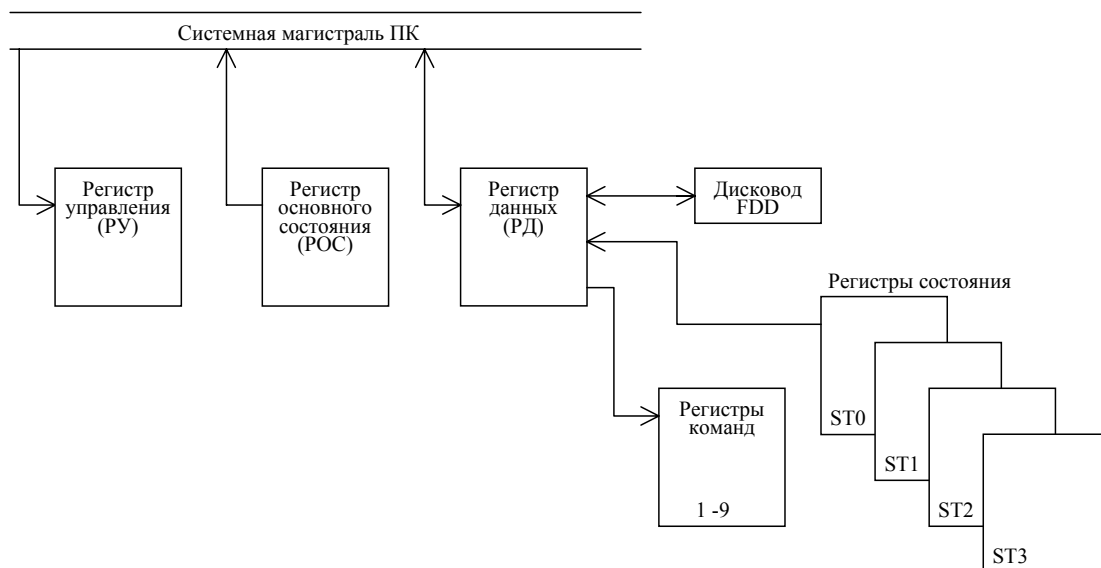 Системная магистраль ПК
Регистр
управления
(РУ)
Регистр
основного
состояния
(РОС)
Регистр
данных
(РД)
Дисковод
FDD
Регистры состояния
Регистры
команд
1 -9
ST0
ST1
ST2
ST3